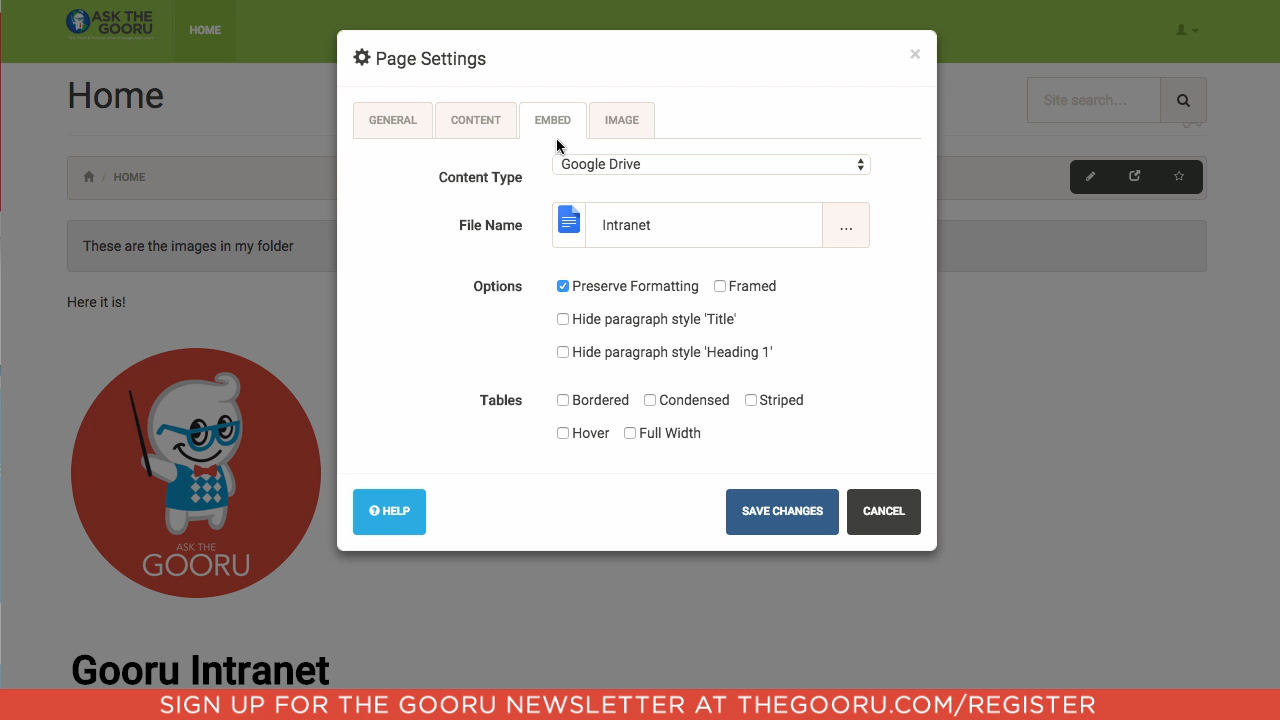 ASK THE
GOORU
HOME
Page Settings
×
Home
Site search...
GENERAL
CONTENT
EMBED
IMAGE
/ HOME
Content Type
Google Drive
File Name
Intranet
...
These are the images in my folder
Options
Preserve Formatting
Framed
Hide paragraph style 'Title'
Here it is!
Hide paragraph style 'Heading 1'
Tables
Bordered
Condensed
Striped
Hover
Full Width
HELP
SAVE CHANGES
CANCEL
ASK THE
GOORU
Gooru Intranet
SIGN UP FOR THE GOORU NEWSLETTER AT THEGOORU.COM/REGISTER